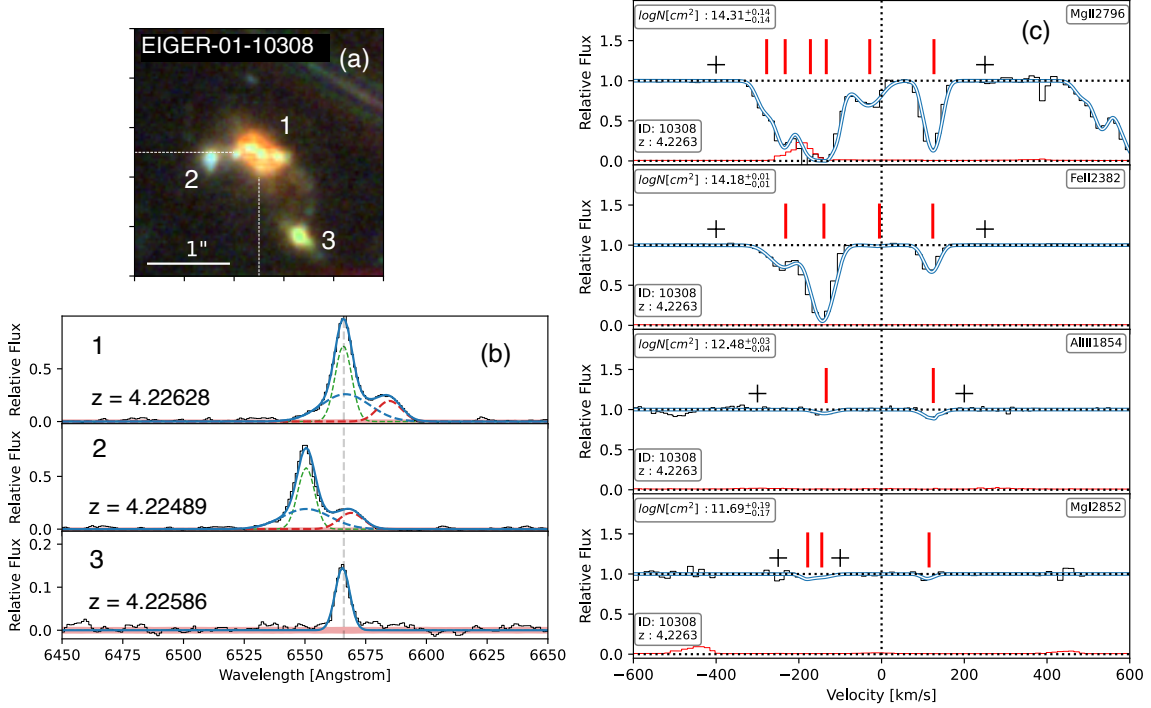 EIGER-01-10308
(a)
1
2
3
1"
(b)
1
z = 4.22628
2
z = 4.22489
3
z = 4.22586
Relative Flux
0.5
0.0
Relative Flux
0.5
0.0
Relative Flux
0.2
0.1
0.0
6450 6475 6500 6525 6550 6575 6600 6625 6650
Wavelength [Angstrom]
(c)
logN[cm²] : 14.31+0.14−0.14
MgII2796
ID: 10308
z : 4.2263
Relative Flux
1.5
1.0
0.5
0.0
logN[cm²] : 14.18+0.01−0.01
FeII2382
ID: 10308
z : 4.2263
Relative Flux
1.5
1.0
0.5
0.0
logN[cm²] : 12.48+0.03−0.04
AlIII1854
ID: 10308
z : 4.2263
Relative Flux
1.5
1.0
0.5
0.0
logN[cm²] : 11.69+0.19−0.17
MgI2852
ID: 10308
z : 4.2263
Relative Flux
1.5
1.0
0.5
0.0
−600 −400 −200 0 200 400 600
Velocity [km/s]